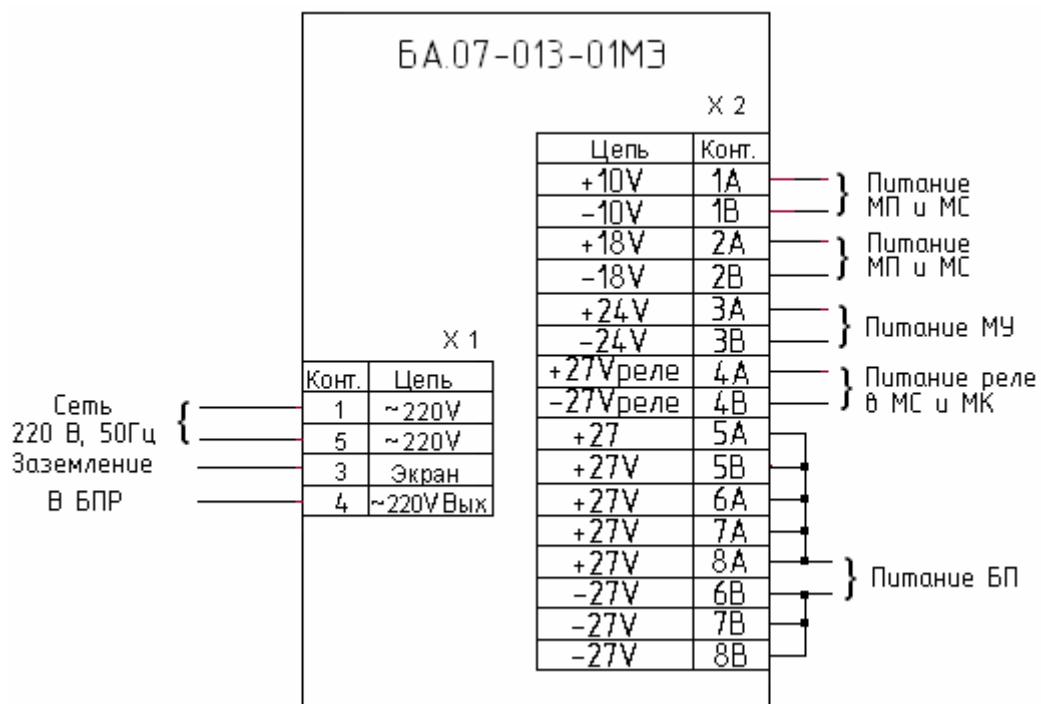 БА.07-013-01МЭ
Х 2
Цепь Конт.
+10V 1А
-10V 1В
+18V 2А
-18V 2В
+24V 3А
-24V 3В
+27Vреле 4А
-27Vреле 4В
+27 5А
+27V 5В
+27V 6А
+27V 7А
+27V 8А
-27V 6В
-27V 7В
-27V 8В
Питание
МП и МС
Питание
МП и МС
Питание МУ
Питание реле
в МС и МК
Питание БП
Х 1
Конт. Цепь
1 ~220V
5 ~220V
3 Экран
4 ~220V Вых
Сеть
220 В, 50Гц
Заземление
В БПР